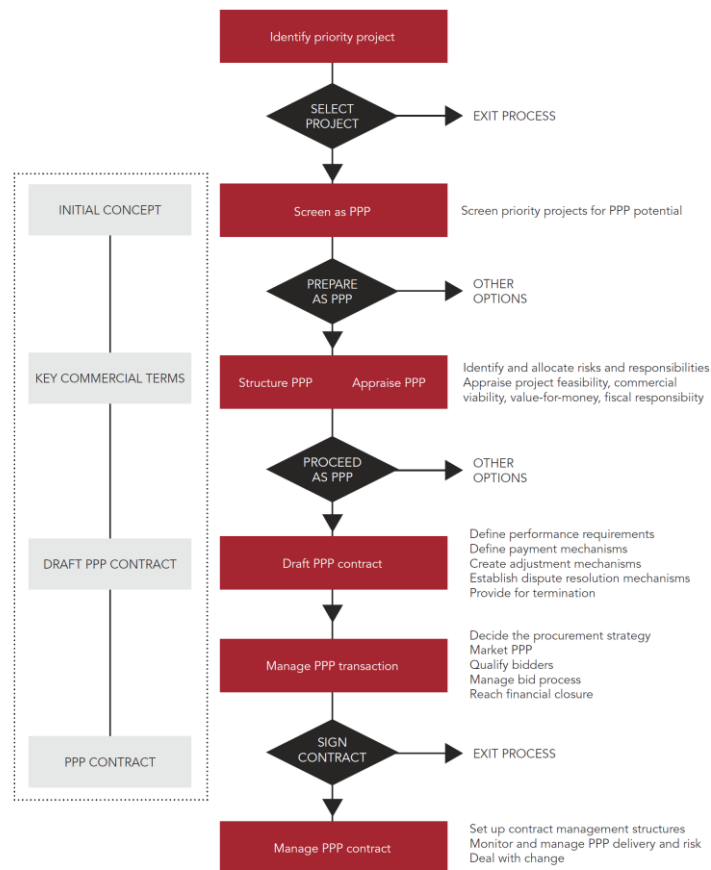 Identify priority project
SELECT
PROJECT
EXIT PROCESS
INITIAL CONCEPT
Screen as PPP
Screen priority projects for PPP potential
PREPARE
AS PPP
OTHER
OPTIONS
KEY COMMERCIAL TERMS
Structure PPP
Appraise PPP
Identify and allocate risks and responsibilities
Appraise project feasibility, commercial
viability, value-for-money, fiscal responsibiity
PROCEED
AS PPP
OTHER
OPTIONS
DRAFT PPP CONTRACT
Draft PPP contract
Define performance requirements
Define payment mechanisms
Create adjustment mechanisms
Establish dispute resolution mechanisms
Provide for termination
Manage PPP transaction
Decide the procurement strategy
Market PPP
Qualify bidders
Manage bid process
Reach financial closure
SIGN
CONTRACT
EXIT PROCESS
PPP CONTRACT
Manage PPP contract
Set up contract management structures
Monitor and manage PPP delivery and risk
Deal with change